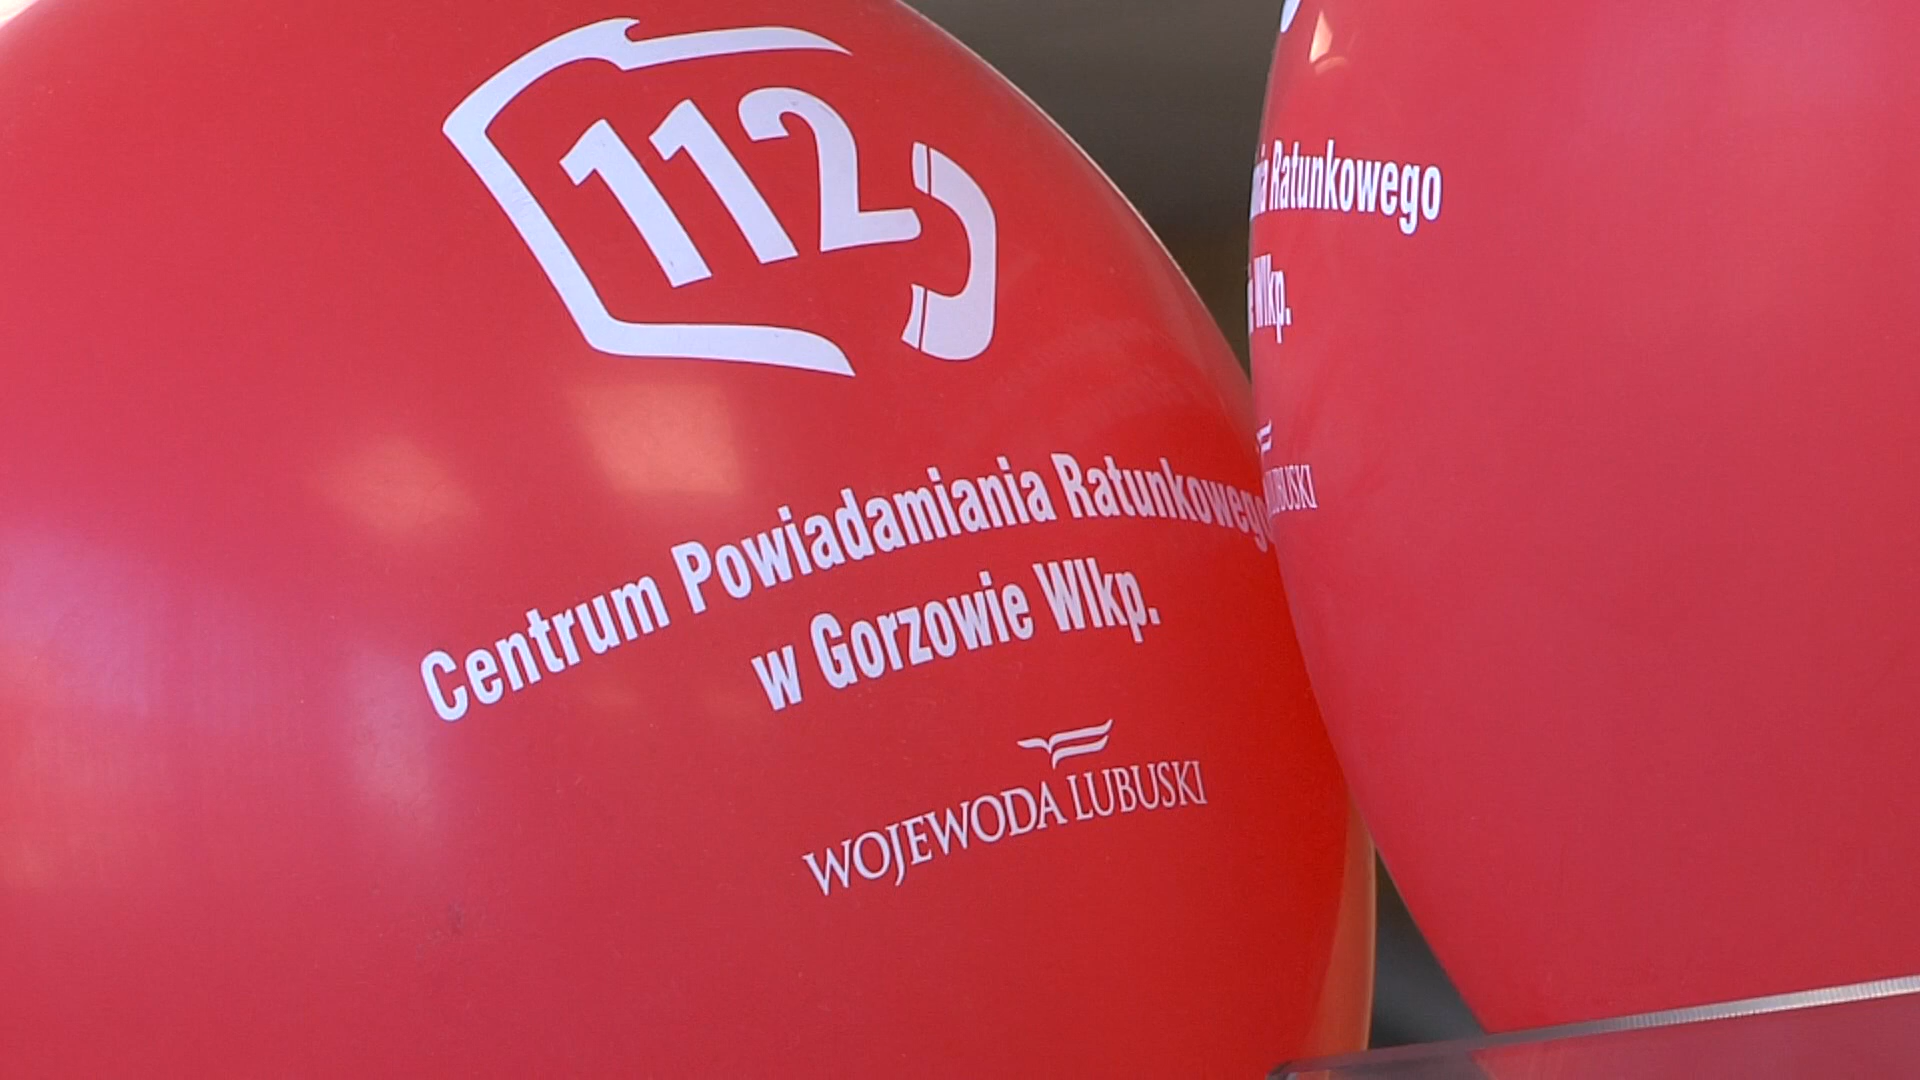 112
Centrum Powiadamiania Ratunkowego
w Gorzowie Wlkp.
WOJEWODA LUBUSKI
Ratunkowego
Wlkp.